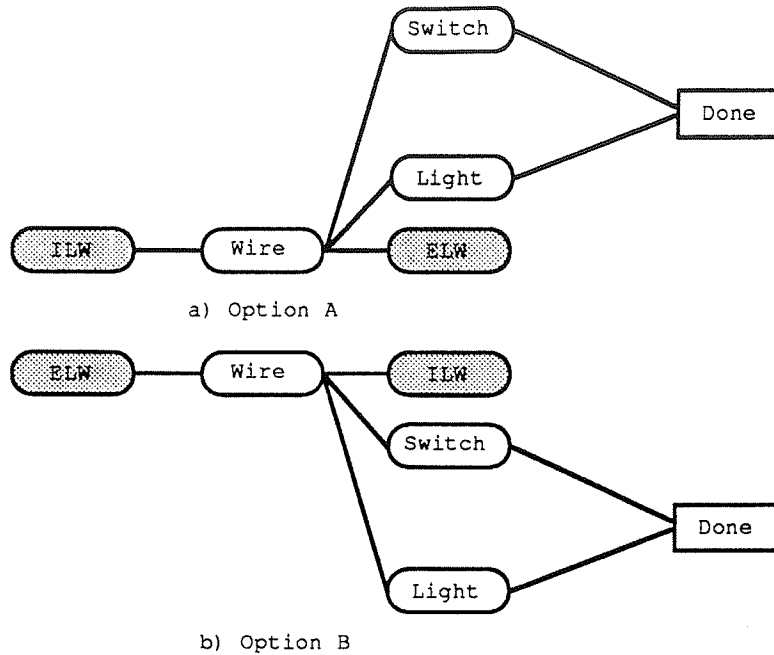 Switch
Done
Light
ILW
Wire
ELW
a) Option A
ELW
Wire
ILW
Switch
Done
Light
b) Option B